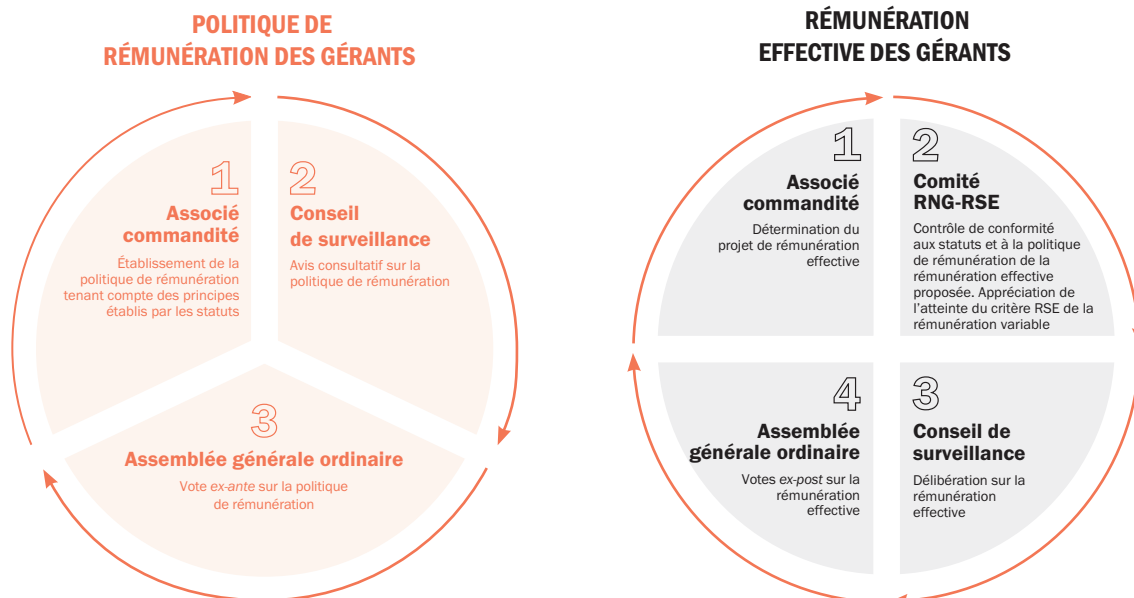 POLITIQUE DE
RÉMUNÉRATION DES GÉRANTS
1
Associé
commandité
Établissement de la
politique de rémunération
tenant compte des principes
établis par les statuts
2
Conseil
de surveillance
Avis consultatif sur la
politique de rémunération
3
Assemblée générale ordinaire
Vote ex-ante sur la politique
de rémunération
RÉMUNÉRATION
EFFECTIVE DES GÉRANTS
1
Associé
commandité
Détermination du
projet de rémunération
effective
2
Comité
RNG-RSE
Contrôle de conformité
aux statuts et à la politique
de rémunération de la
rémunération effective
proposée. Appréciation de
l’atteinte du critère RSE de la
rémunération variable
3
Conseil de
surveillance
Délibération sur la
rémunération
effective
4
Assemblée
générale ordinaire
Votes ex-post sur la
rémunération
effective